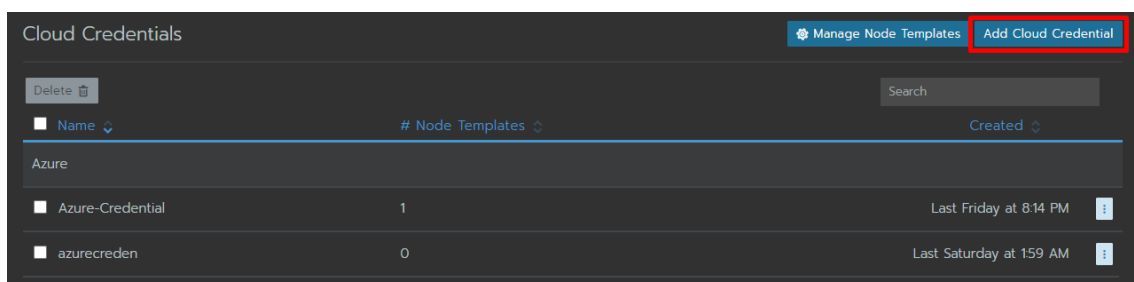 Cloud Credentials Manage Node Templates Add Cloud Credential
Delete Search
Name # Node Templates Created
Azure
Azure-Credential 1 Last Friday at 8:14 PM
azurecreden 0 Last Saturday at 1:59 AM